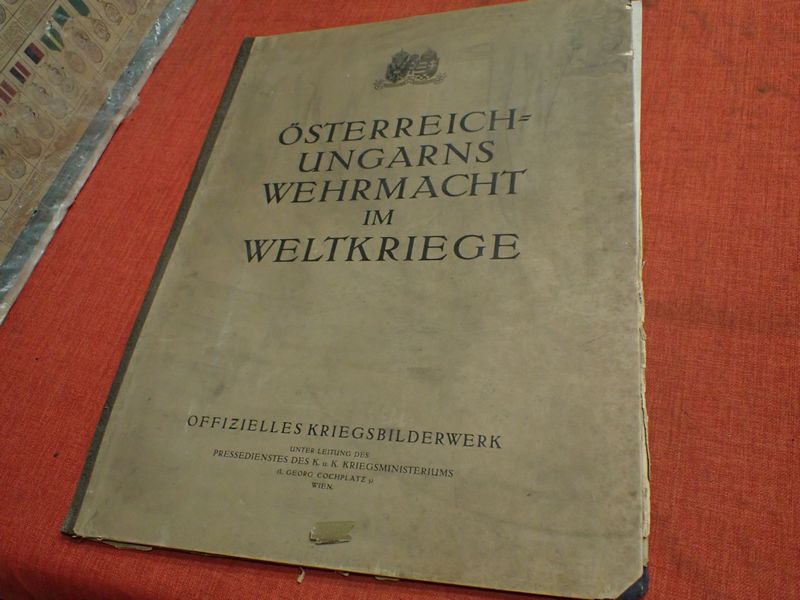 ÖSTERREICH=
UNGARNS
WEHRMACHT
IM
WELTKRIEGE
OFFIZIELLES KRIEGSBILDERWERK
UNTER LEITUNG DES
PRESSEDIENSTES DES K. u. K. KRIEGSMINISTERIUMS
(I. GEORG COCHPLATZ 3)
WIEN.